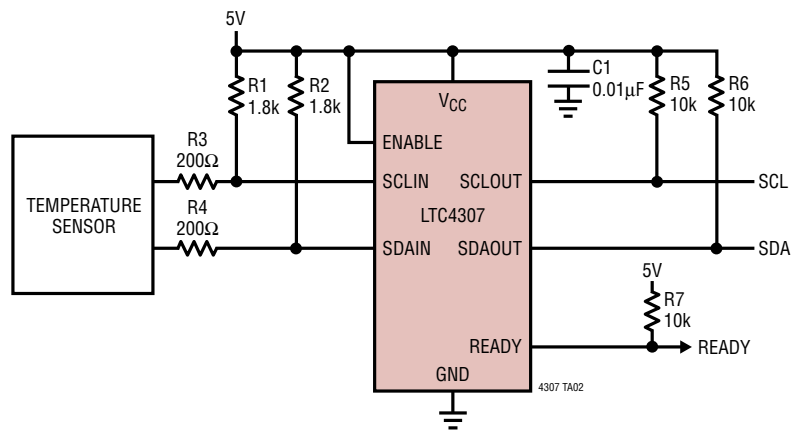 5V
R1
1.8k
R2
1.8k
C1
0.01μF
R5
10k
R6
10k
VCC
ENABLE
R3
200Ω
SCLIN
SCLOUT
SCL
TEMPERATURE
SENSOR
R4
200Ω
LTC4307
SDAIN
SDAOUT
SDA
5V
R7
10k
READY
READY
GND
4307 TA02